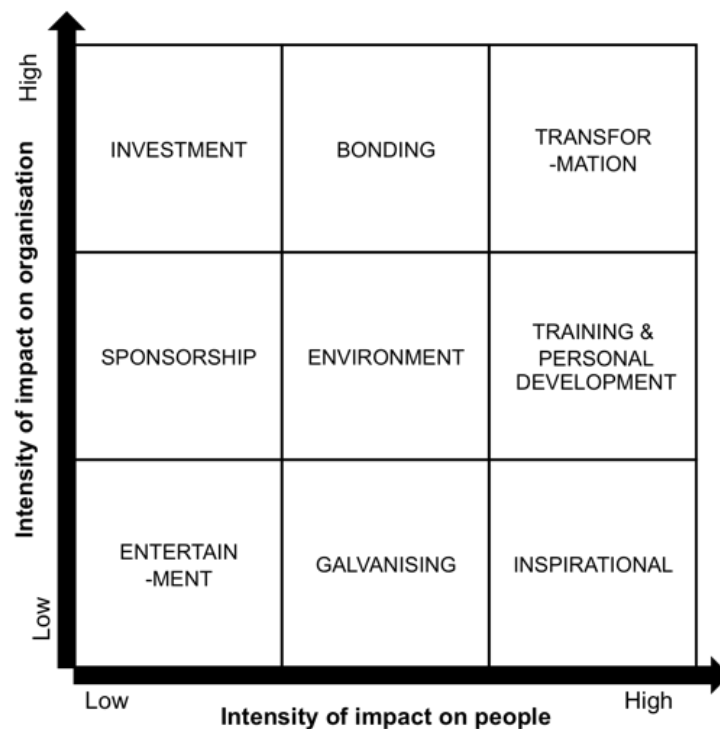 High
Intensity of impact on organisation
Low
INVESTMENT
BONDING
TRANSFOR
-MATION
SPONSORSHIP
ENVIRONMENT
TRAINING &
PERSONAL
DEVELOPMENT
ENTERTAIN
-MENT
GALVANISING
INSPIRATIONAL
Low
High
Intensity of impact on people